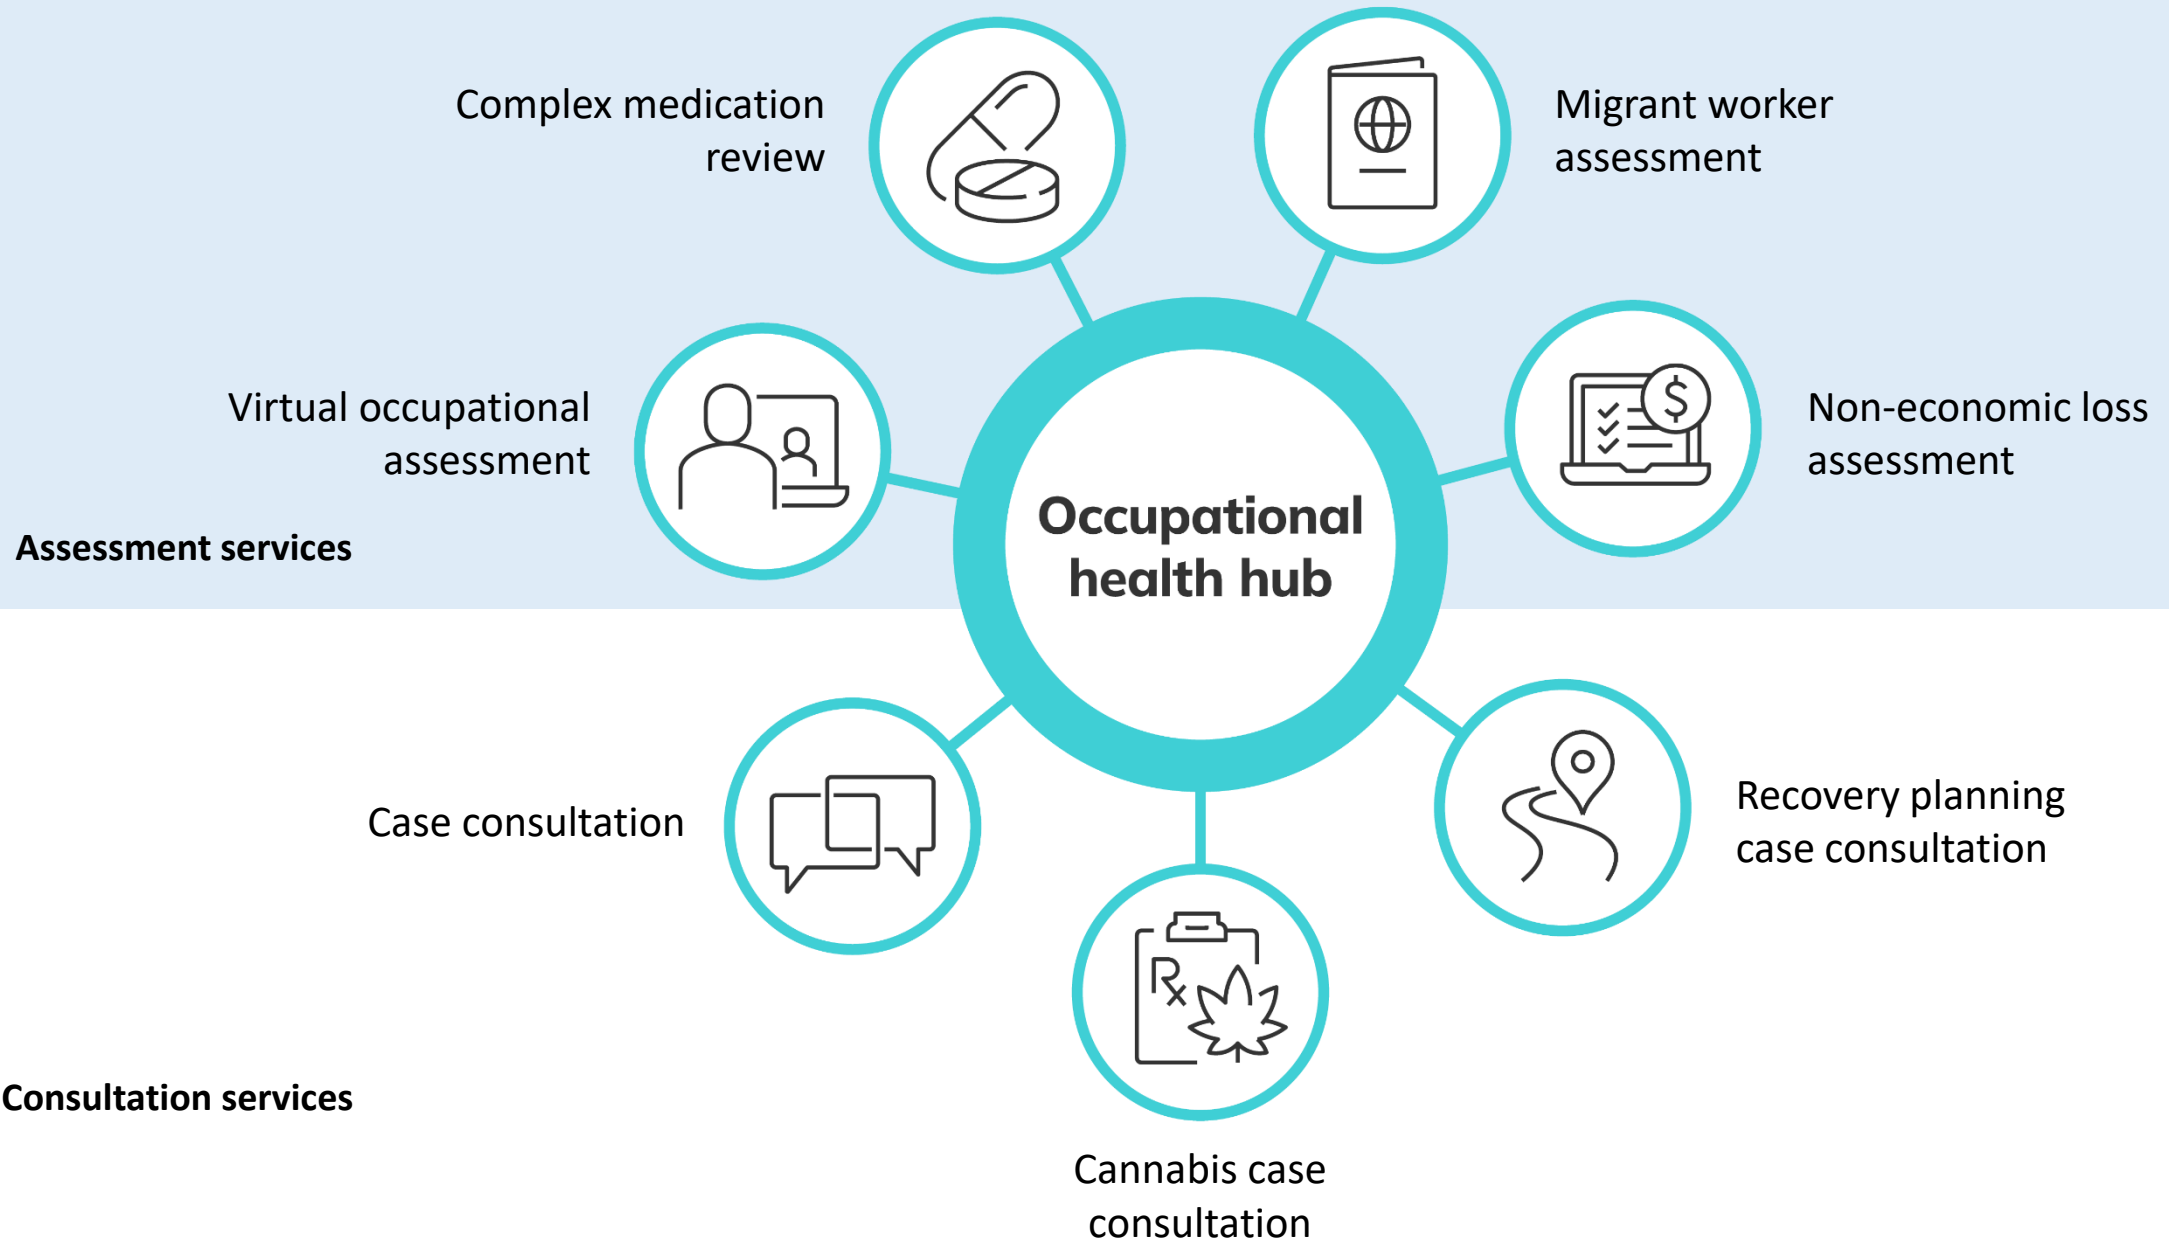 Complex medication
review
Migrant worker
assessment
Virtual occupational
assessment
Non-economic loss
assessment
$
Occupational
health hub
Assessment services
Case consultation
Recovery planning
case consultation
Rx
Consultation services
Cannabis case
consultation